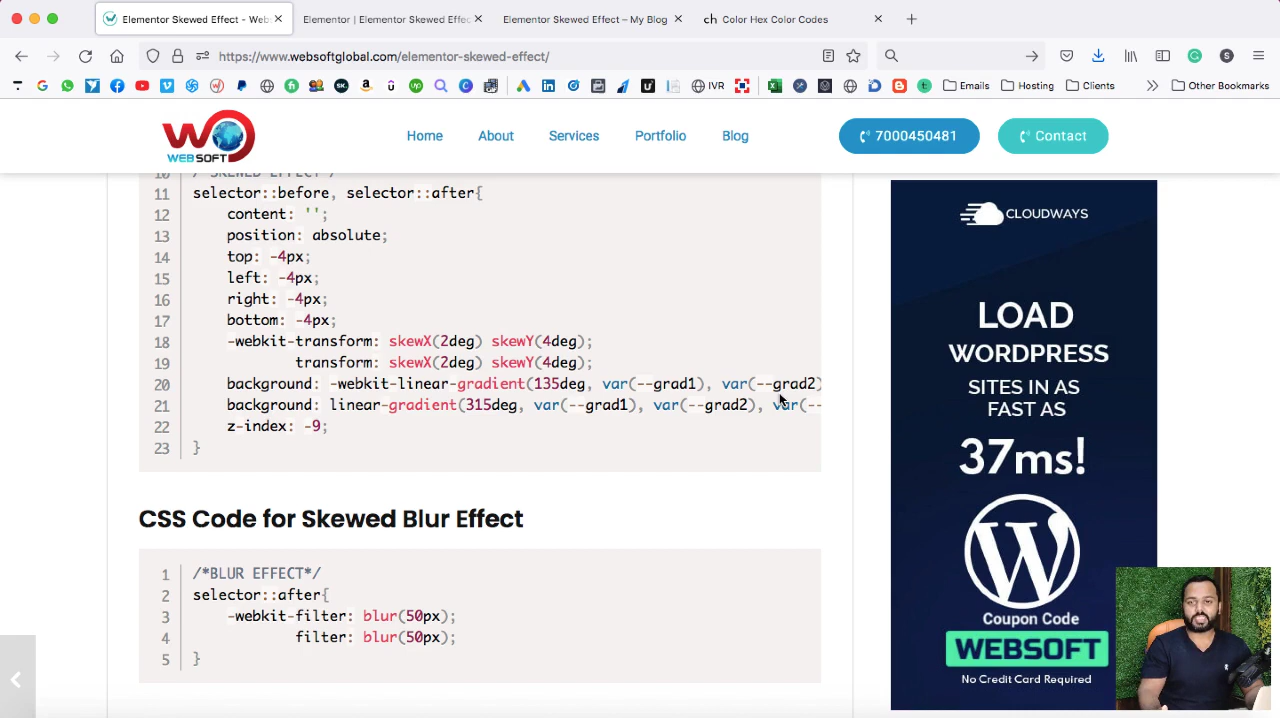 Elementor Skewed Effect - Web
Elementor | Elementor Skewed Effec
Elementor Skewed Effect – My Blog
ch Color Hex Color Codes
https://www.websoftglobal.com/elementor-skewed-effect/
IVR
Emails
Hosting
Clients
Other Bookmarks
WEBSOFT
Home
About
Services
Portfolio
Blog
7000450481
Contact
10 /*SKEWED EFFECT*/
11 selector::before, selector::after{
12 content: '';
13 position: absolute;
14 top: -4px;
15 left: -4px;
16 right: -4px;
17 bottom: -4px;
18 -webkit-transform: skewX(2deg) skewY(4deg);
19 transform: skewX(2deg) skewY(4deg);
20 background: -webkit-linear-gradient(135deg, var(--grad1), var(--grad2)
21 background: linear-gradient(315deg, var(--grad1), var(--grad2), var(--
22 z-index: -9;
23 }
CSS Code for Skewed Blur Effect
1 /*BLUR EFFECT*/
2 selector::after{
3 -webkit-filter: blur(50px);
4 filter: blur(50px);
5 }
CLOUDWAYS
LOAD
WORDPRESS
SITES IN AS
FAST AS
37ms!
Coupon Code
WEBSOFT
No Credit Card Required